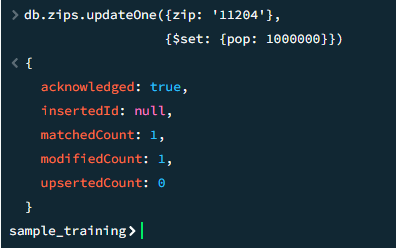 > db.zips.updateOne({zip: '11204'},
{$set: {pop: 1000000}})
< {
acknowledged: true,
insertedId: null,
matchedCount: 1,
modifiedCount: 1,
upsertedCount: 0
}
sample_training>